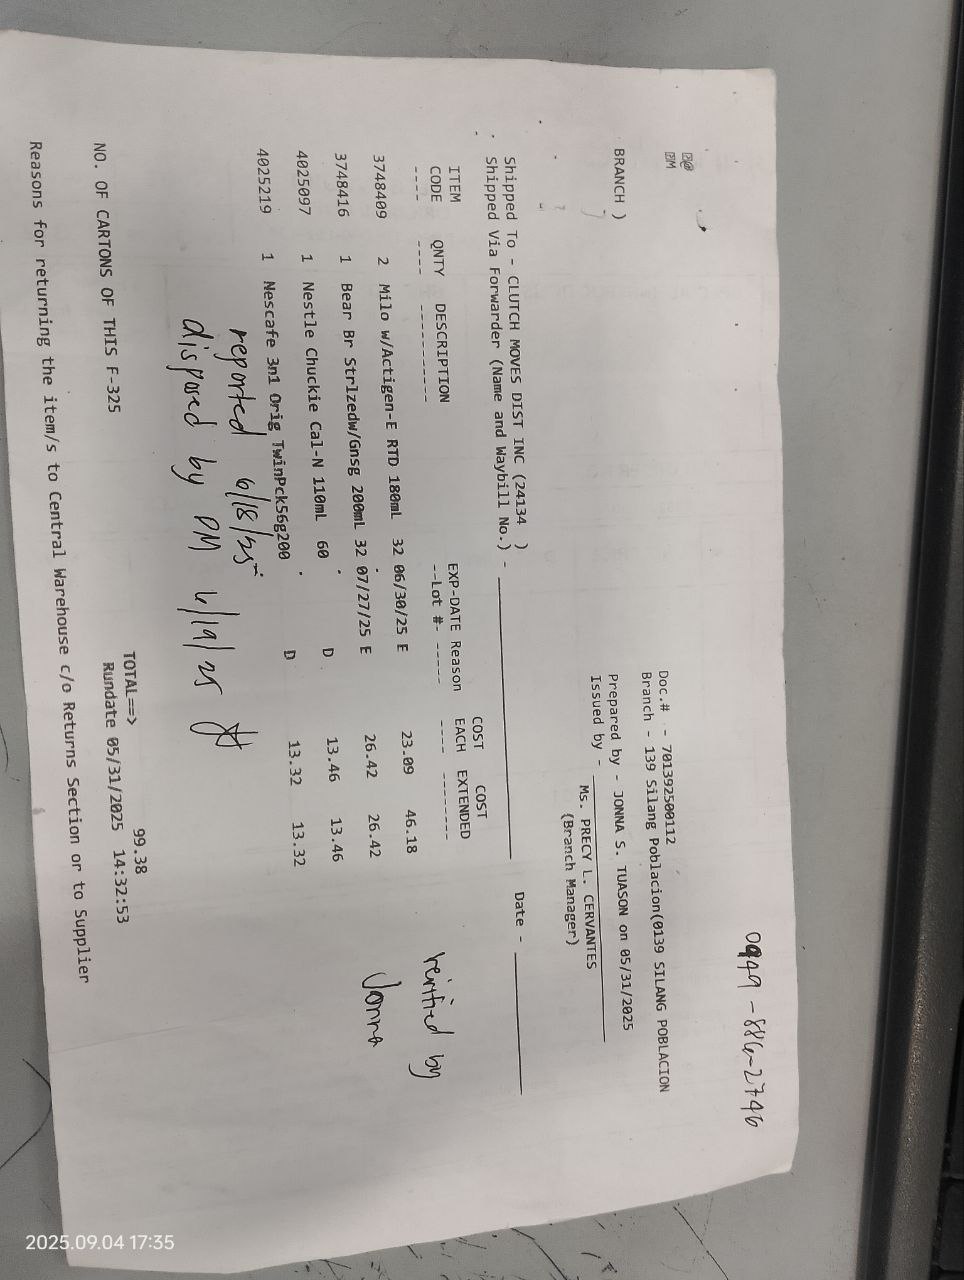 0949-886-2746
PM
BRANCH )
Doc.# - 701392500112
Branch - 139 Silang Poblacion(0139 SILANG POBLACION
Prepared by - JONNA S. TUASON on 05/31/2025
Issued by -
Ms. PRECY L. CERVANTES
(Branch Manager)
Shipped To - CLUTCH MOVES DIST INC (24134 )
Shipped Via Forwarder (Name and Waybill No.) - Date -
ITEM EXP-DATE Reason COST COST
CODE QNTY DESCRIPTION --Lot #- ----- EACH EXTENDED
---- ---- ----------- ---- --------
3748409 2 Milo w/Actigen-E RTD 180mL 32 06/30/25 E 23.09 46.18
3748416 1 Bear Br Strlzedw/Gnsg 200mL 32 07/27/25 E 26.42 26.42
4025097 1 Nestle Chuckie Cal-N 110mL 60 . D 13.46 13.46
4025219 1 Nescafe 3n1 Orig TwinPck56g200 . D 13.32 13.32
verified by
Jonna
reported 6/18/25
disposed by DM 6/19/25
TOTAL==> 99.38
NO. OF CARTONS OF THIS F-325 Rundate 05/31/2025 14:32:53
Reasons for returning the item/s to Central Warehouse c/o Returns Section or to Supplier
2025.09.04 17:35